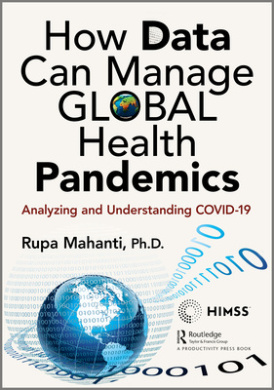 How Data
Can Manage
GLOBAL
Health
Pandemics
Analyzing and Understanding COVID-19
Rupa Mahanti, Ph.D.
HIMSS
Routledge
Taylor & Francis Group
A PRODUCTIVITY PRESS BOOK